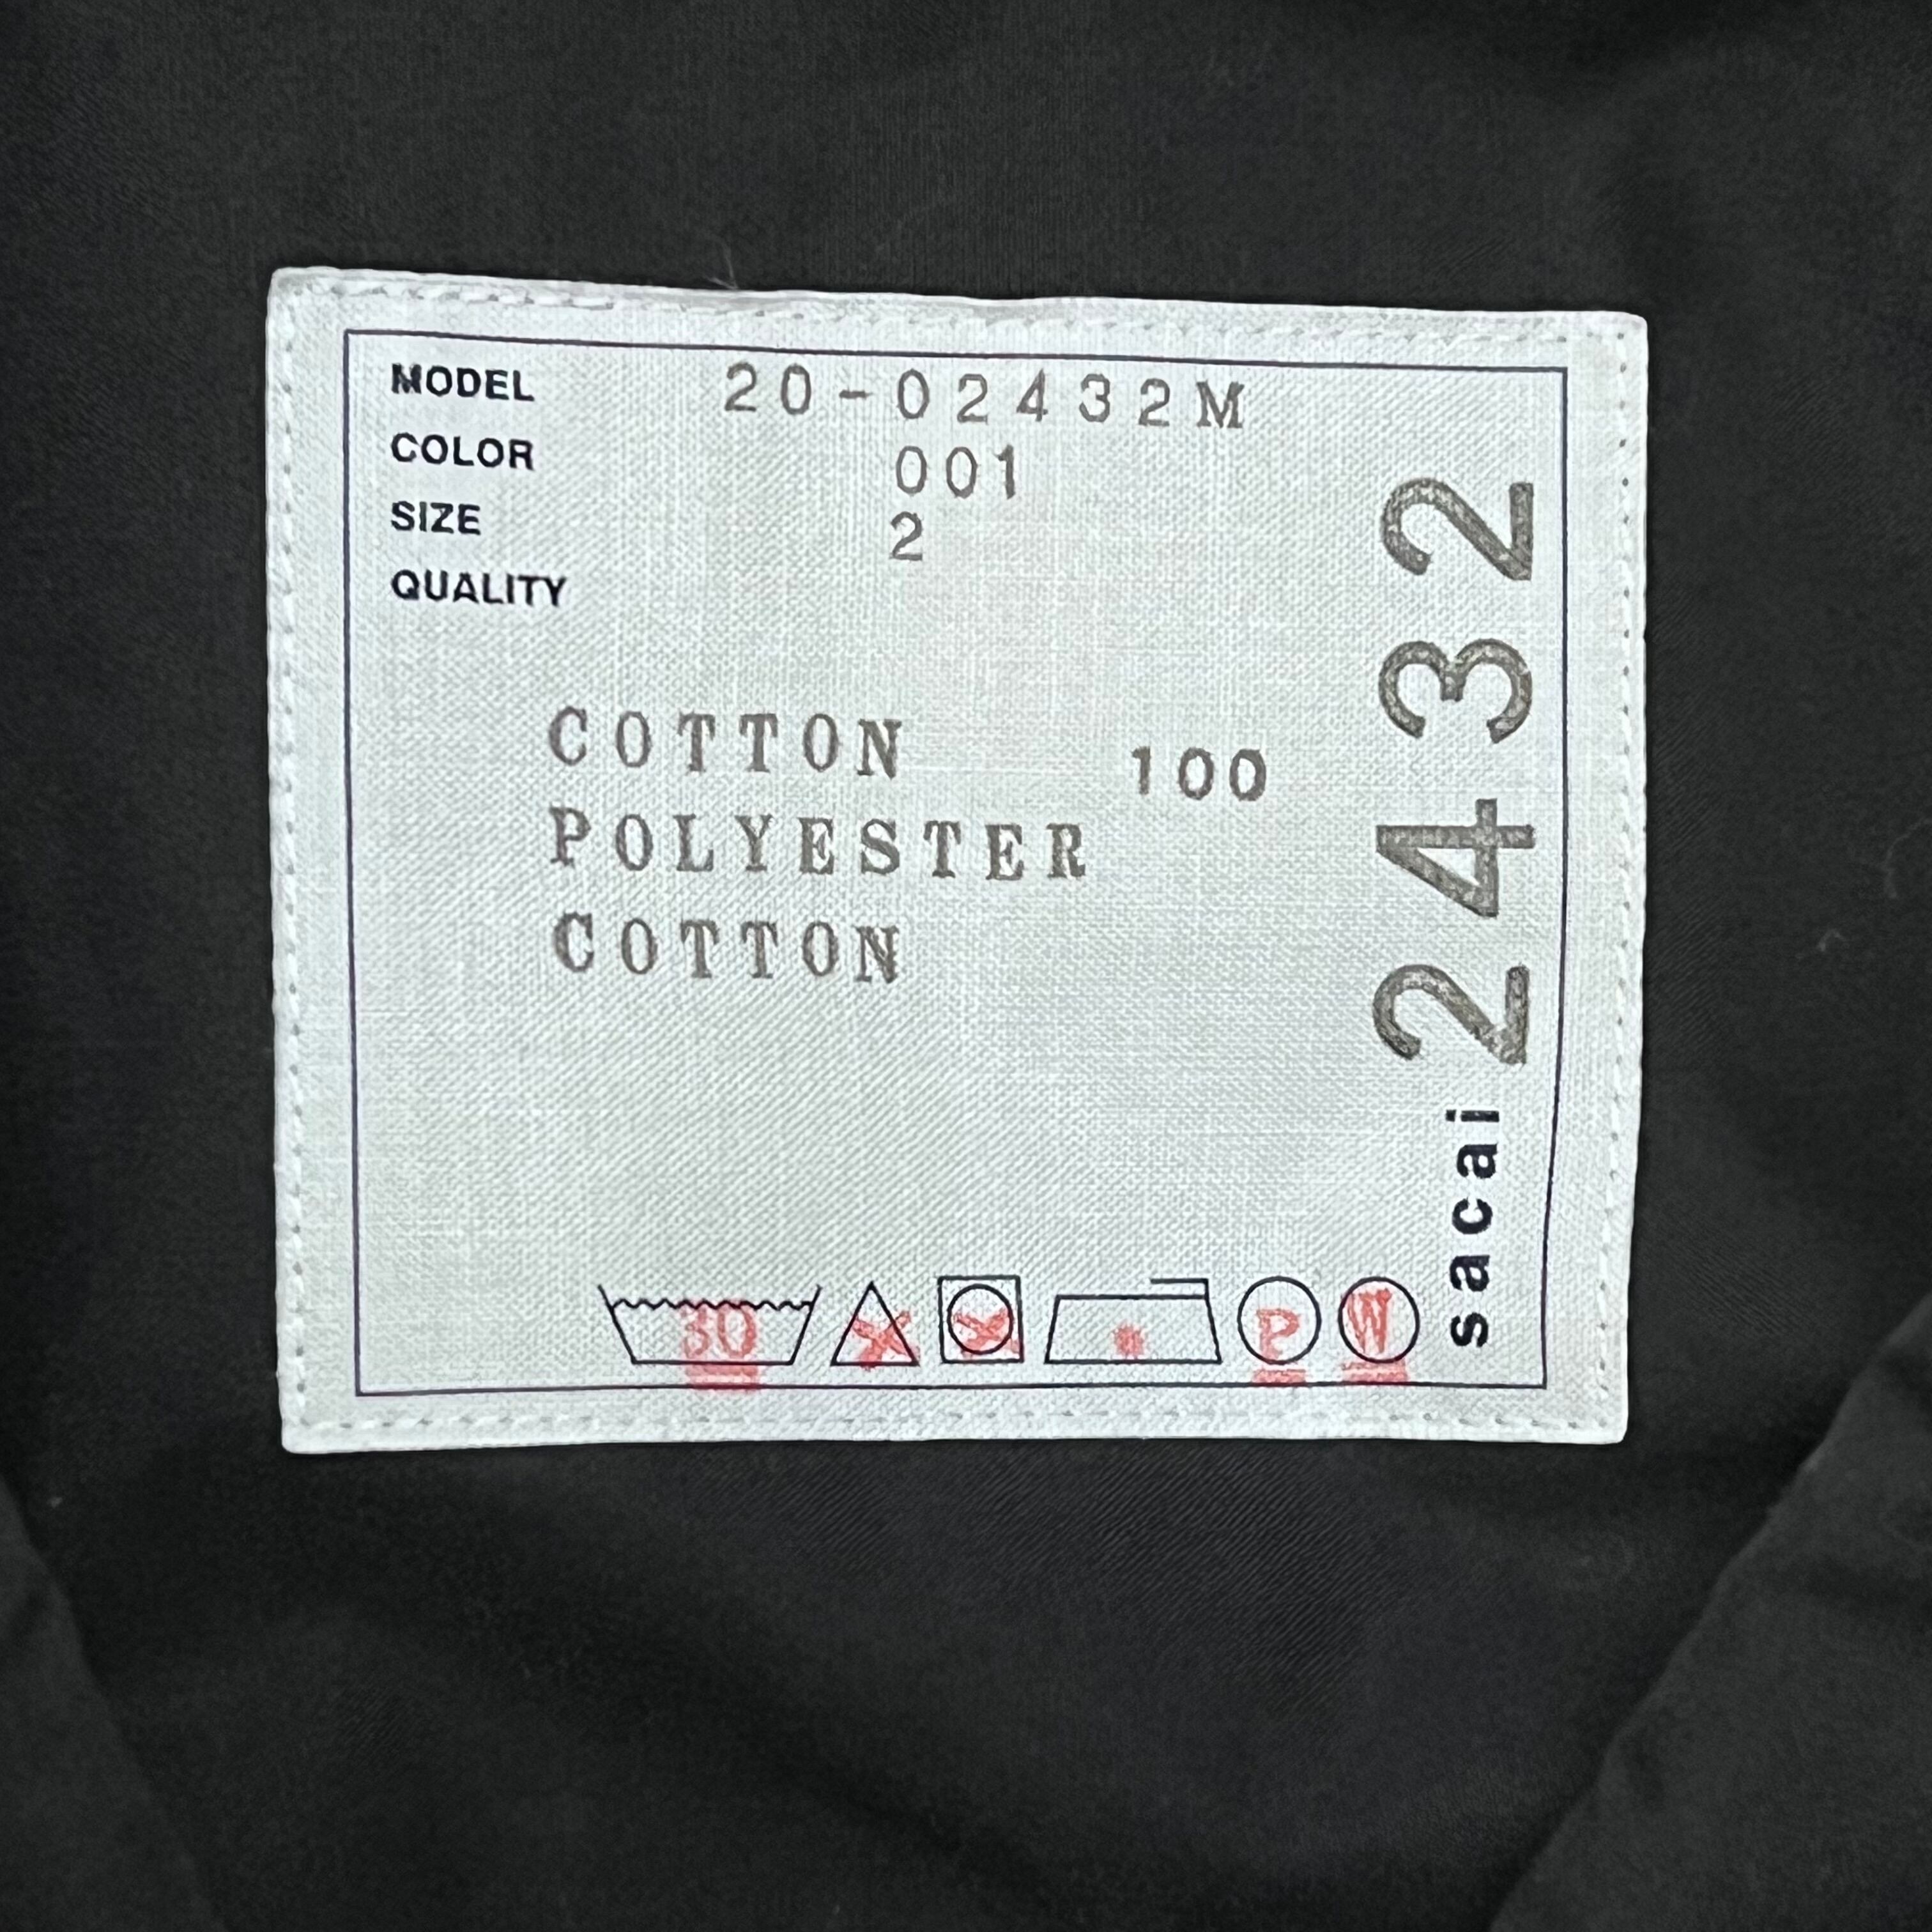 MODEL 20-02432M
COLOR 001
SIZE 2
QUALITY
COTTON 100
POLYESTER
COTTON
sacai 2432
30
P
W